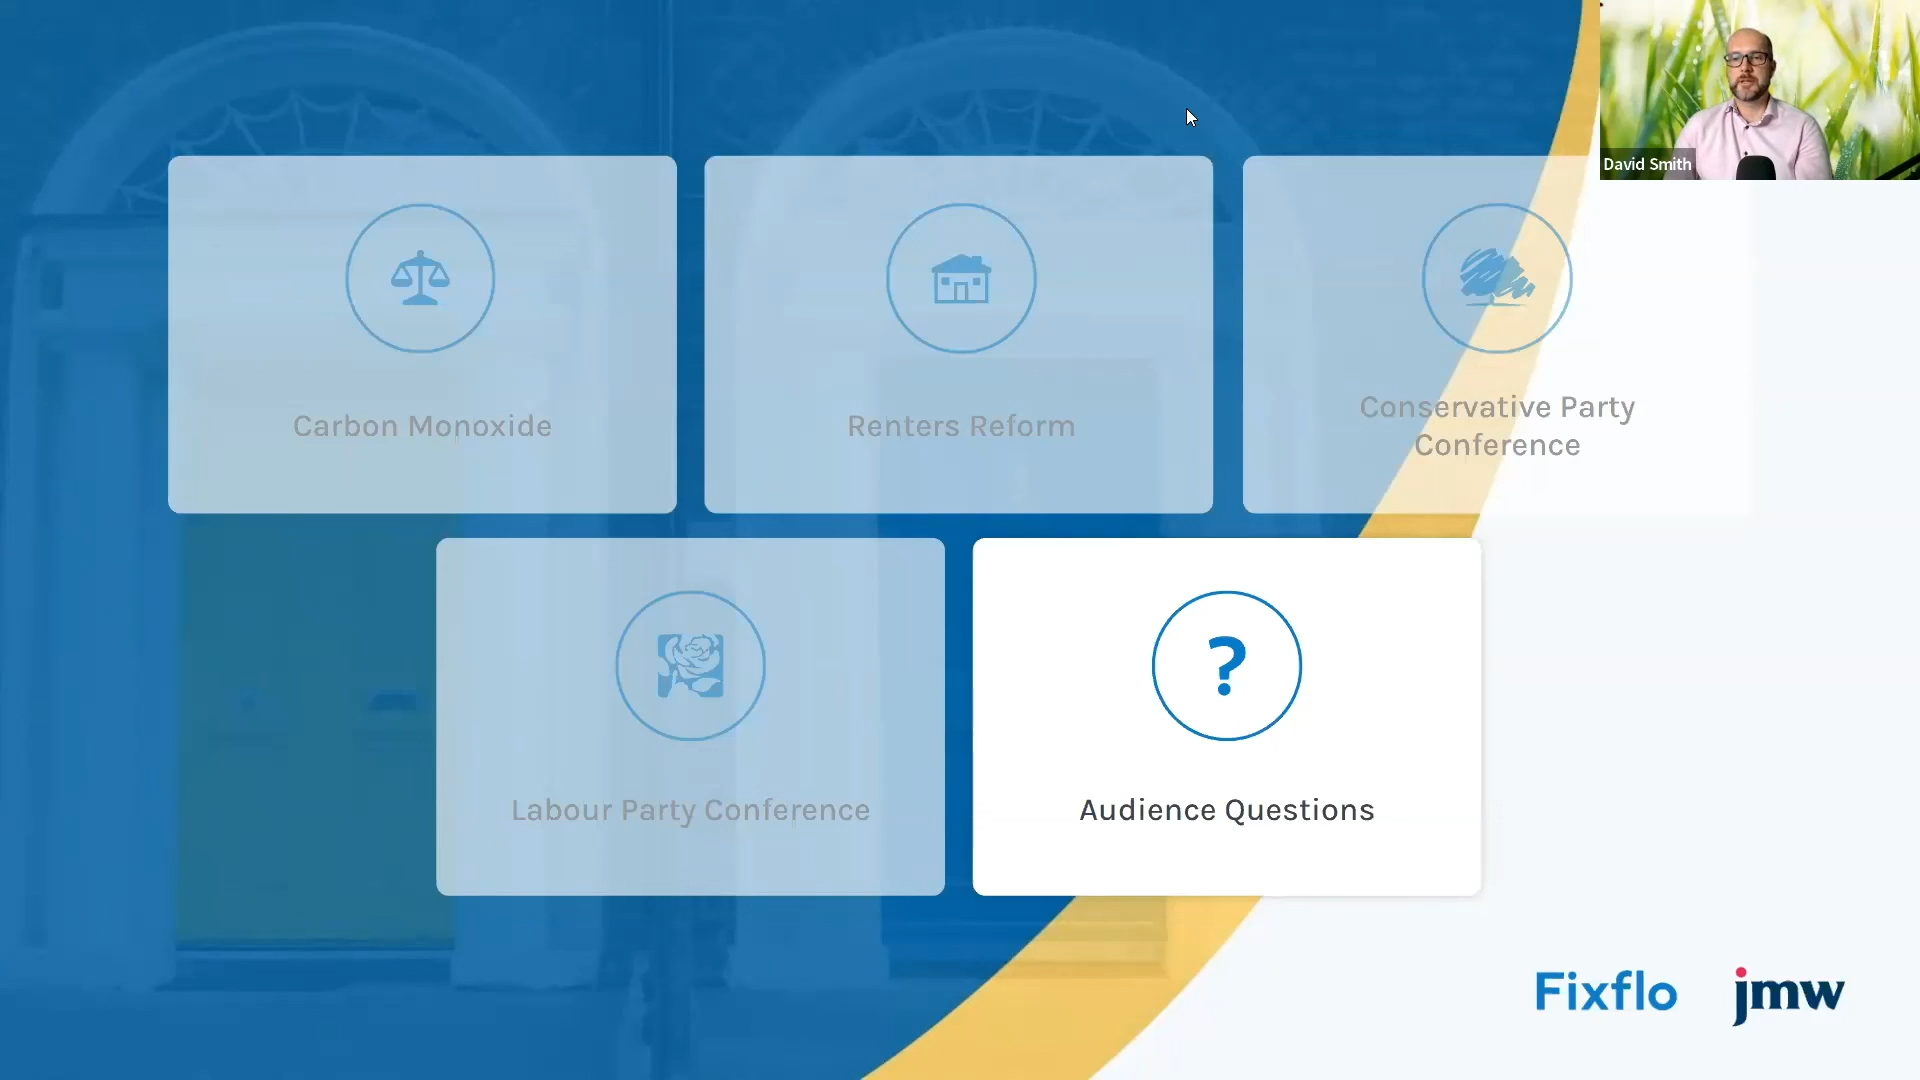 David Smith
Carbon Monoxide
Renters Reform
Conservative Party
Conference
Labour Party Conference
?
Audience Questions
Fixflo
jmw